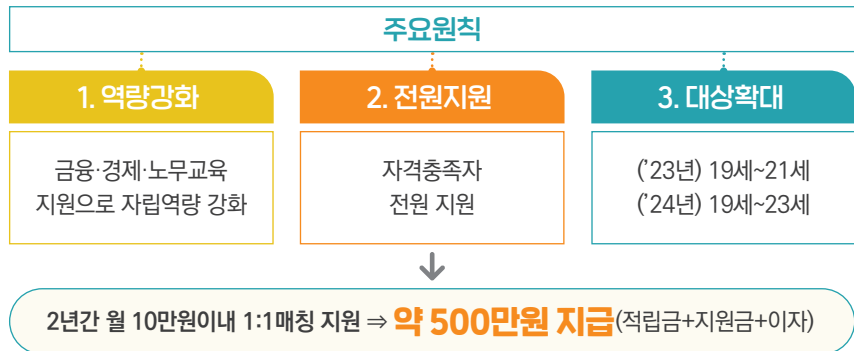 주요원칙
1. 역량강화
금융·경제·노무교육
지원으로 자립역량 강화
2. 전원지원
자격충족자
전원 지원
3. 대상확대
(’23년) 19세~21세
(’24년) 19세~23세
2년간 월 10만원이내 1:1매칭 지원 ⇒ 약 500만원 지급(적립금+지원금+이자)